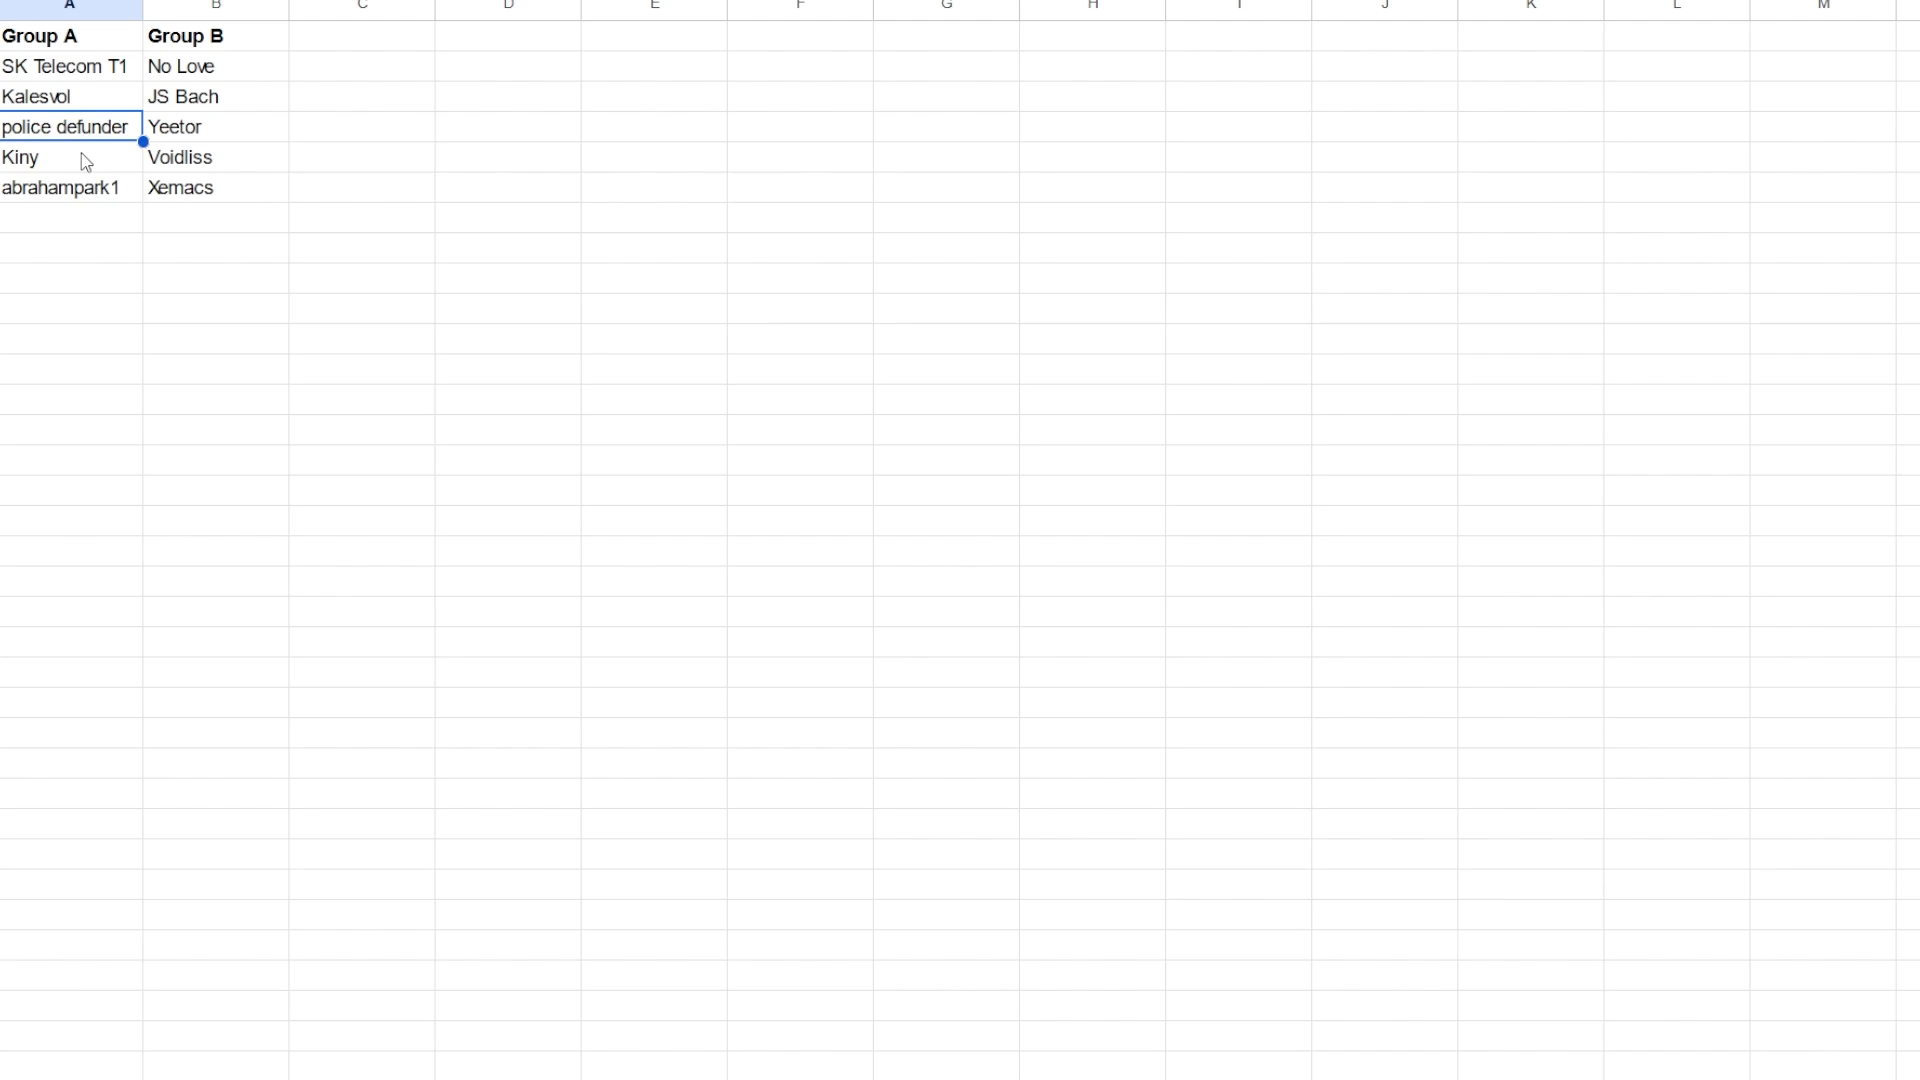 A B C D E F G H I J K L M
Group A Group B
SK Telecom T1 No Love
Kalesvol JS Bach
police defunder Yeetor
Kiny Voidliss
abrahampark1 Xemacs